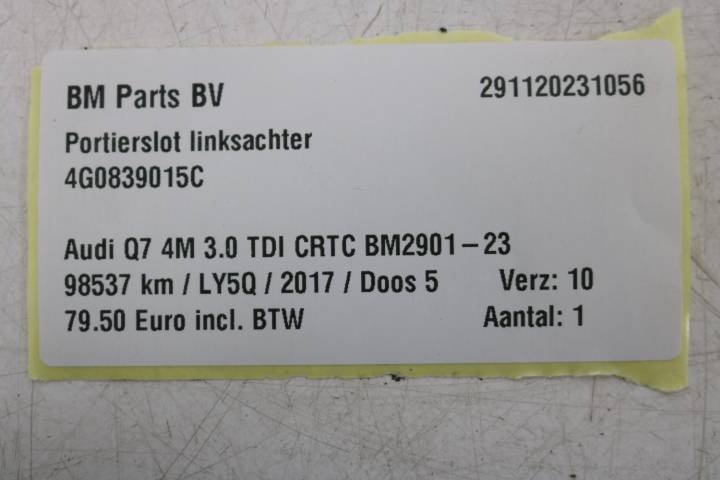 BM Parts BV 291120231056
Portierslot linksachter
4G0839015C
Audi Q7 4M 3.0 TDI CRTC BM2901-23
98537 km / LY5Q / 2017 / Doos 5 Verz: 10
79.50 Euro incl. BTW Aantal: 1